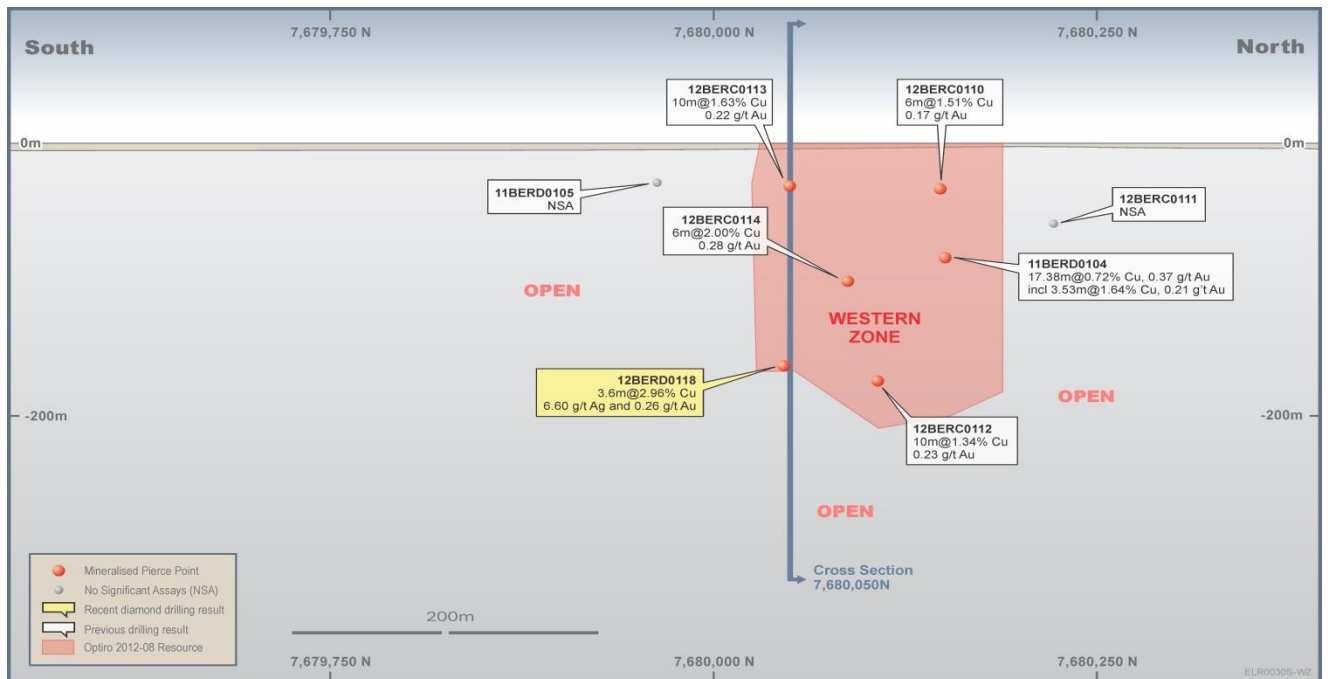 7,679,750 N
7,680,000 N
7,680,250 N
South
North
12BERC0113
10m@1.63% Cu
0.22 g/t Au
12BERC0110
6m@1.51% Cu
0.17 g/t Au
0m
0m
11BERD0105
NSA
12BERC0111
NSA
12BERC0114
6m@2.00% Cu
0.28 g/t Au
11BERD0104
17.38m@0.72% Cu, 0.37 g/t Au
incl 3.53m@1.64% Cu, 0.21 g't Au
OPEN
WESTERN
ZONE
12BERD0118
3.6m@2.96% Cu
6.60 g/t Ag and 0.26 g/t Au
OPEN
-200m
-200m
12BERC0112
10m@1.34% Cu
0.23 g/t Au
OPEN
Cross Section
7,680,050N
Mineralised Pierce Point
No Significant Assays (NSA)
Recent diamond drilling result
Previous drilling result
Optiro 2012-08 Resource
200m
7,679,750 N
7,680,000 N
7,680,250 N
ELR0030S-WZ